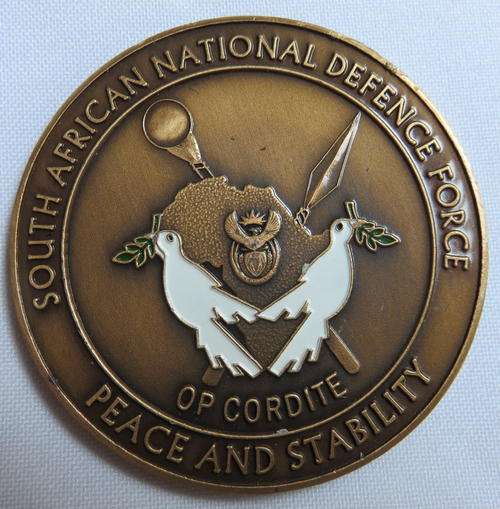 SOUTH AFRICAN NATIONAL DEFENCE FORCE
OP CORDITE
PEACE AND STABILITY